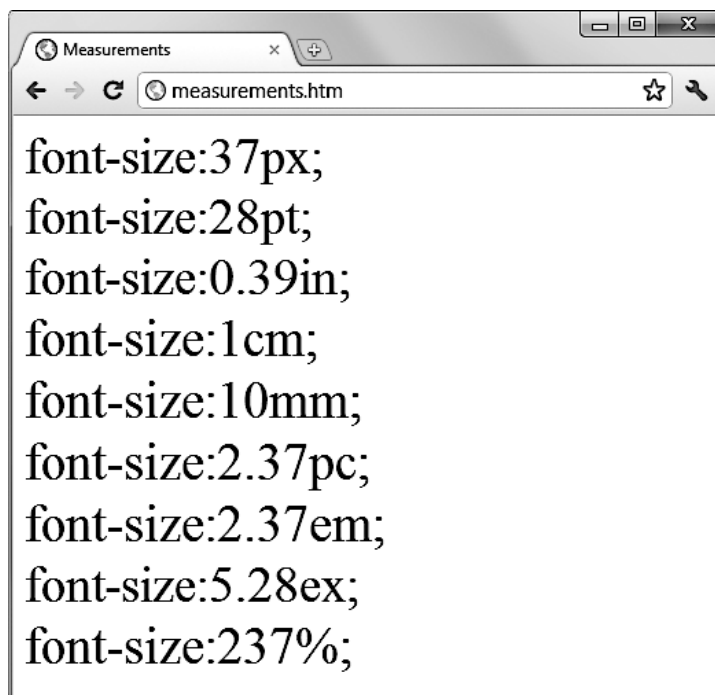 Measurements
measurements.htm
font-size:37px;
font-size:28pt;
font-size:0.39in;
font-size:1cm;
font-size:10mm;
font-size:2.37pc;
font-size:2.37em;
font-size:5.28ex;
font-size:237%;